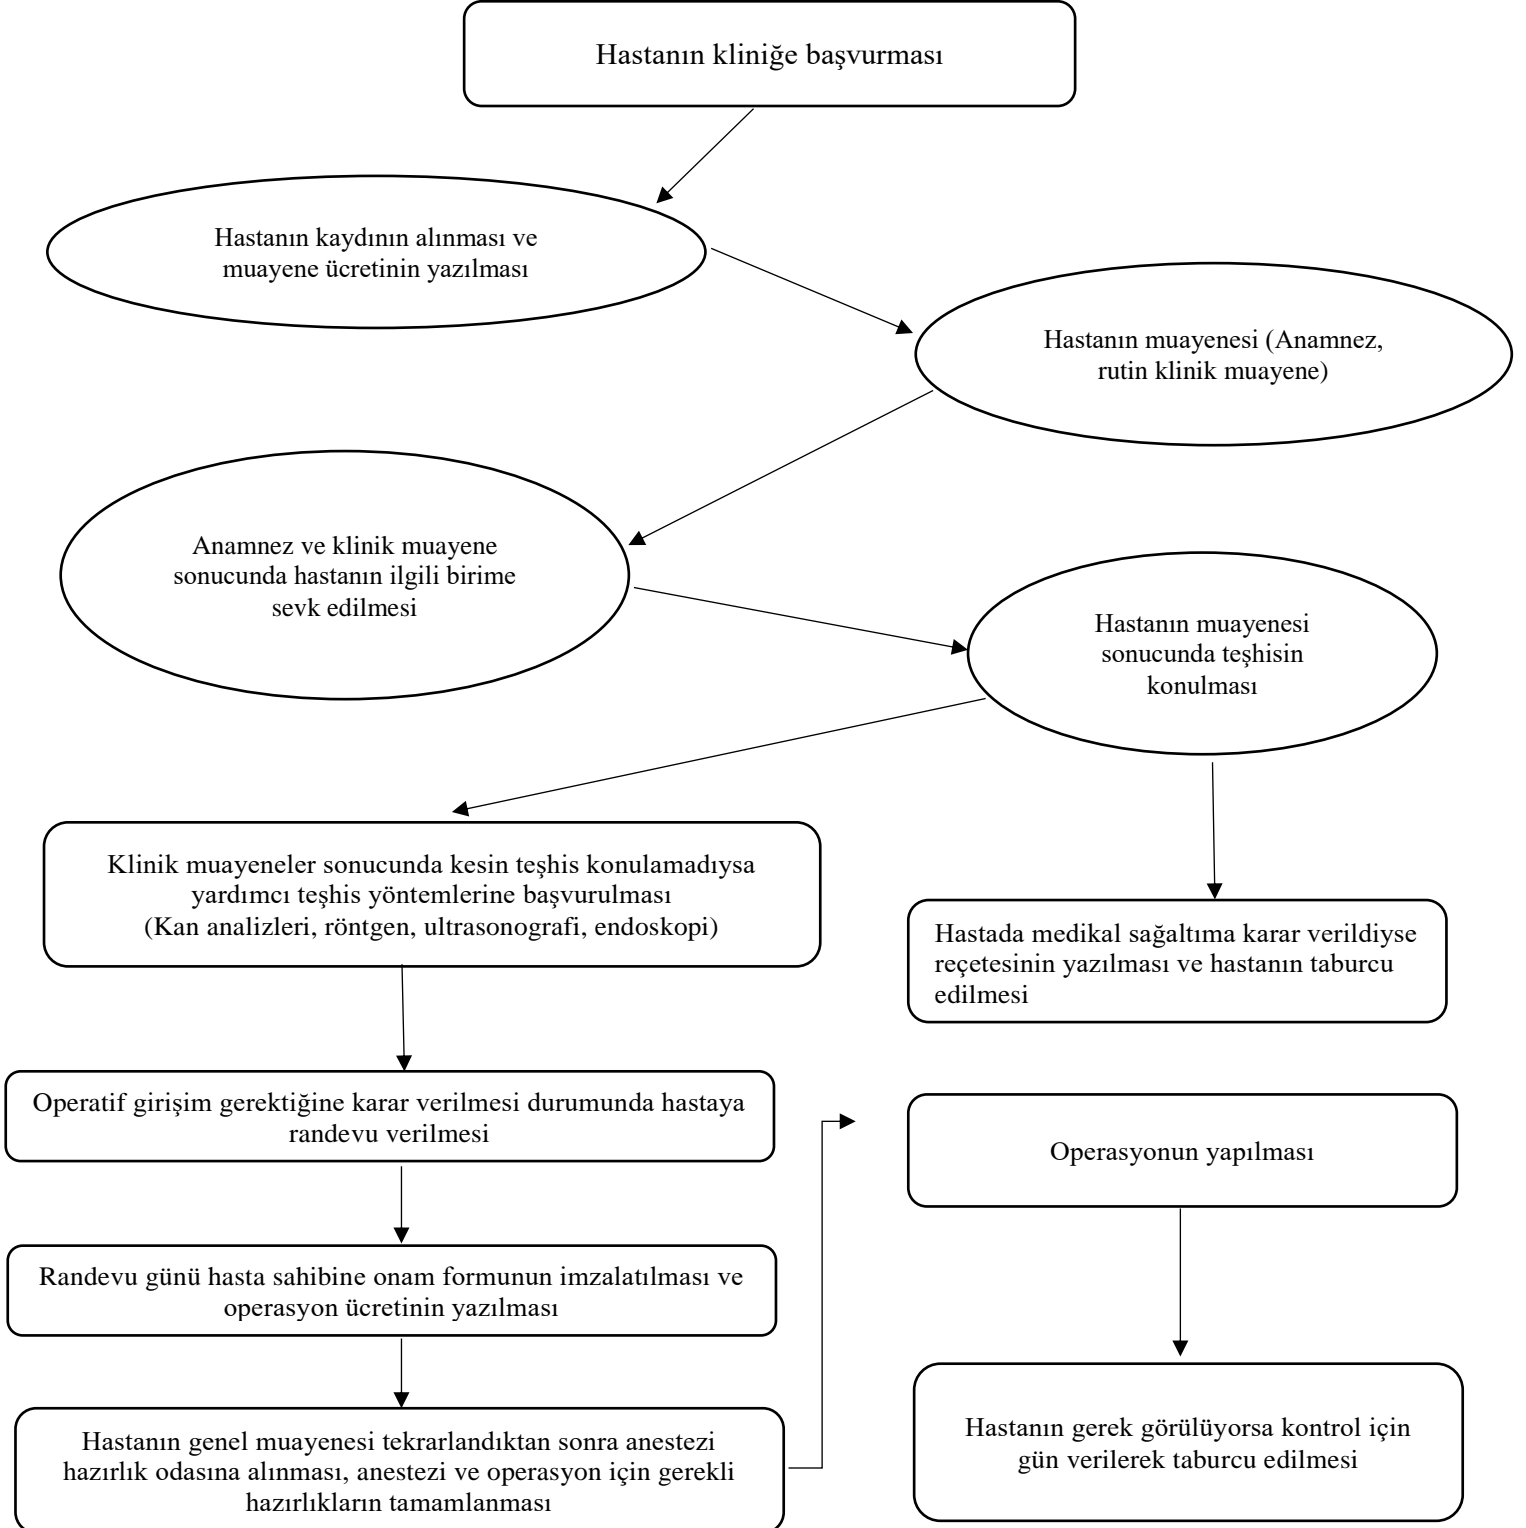 Hastanın kliniğe başvurması
Hastanın kaydının alınması ve
muayene ücretinin yazılması
Hastanın muayenesi (Anamnez,
rutin klinik muayene)
Anamnez ve klinik muayene
sonucunda hastanın ilgili birime
sevk edilmesi
Hastanın muayenesi
sonucunda teşhisin
konulması
Klinik muayeneler sonucunda kesin teşhis konulamadıysa
yardımcı teşhis yöntemlerine başvurulması
(Kan analizleri, röntgen, ultrasonografi, endoskopi)
Hastada medikal sağaltıma karar verildiyse
reçetesinin yazılması ve hastanın taburcu
edilmesi
Operatif girişim gerektiğine karar verilmesi durumunda hastaya
randevu verilmesi
Operasyonun yapılması
Randevu günü hasta sahibine onam formunun imzalatılması ve
operasyon ücretinin yazılması
Hastanın genel muayenesi tekrarlandıktan sonra anestezi
hazırlık odasına alınması, anestezi ve operasyon için gerekli
hazırlıkların tamamlanması
Hastanın gerek görülüyorsa kontrol için
gün verilerek taburcu edilmesi